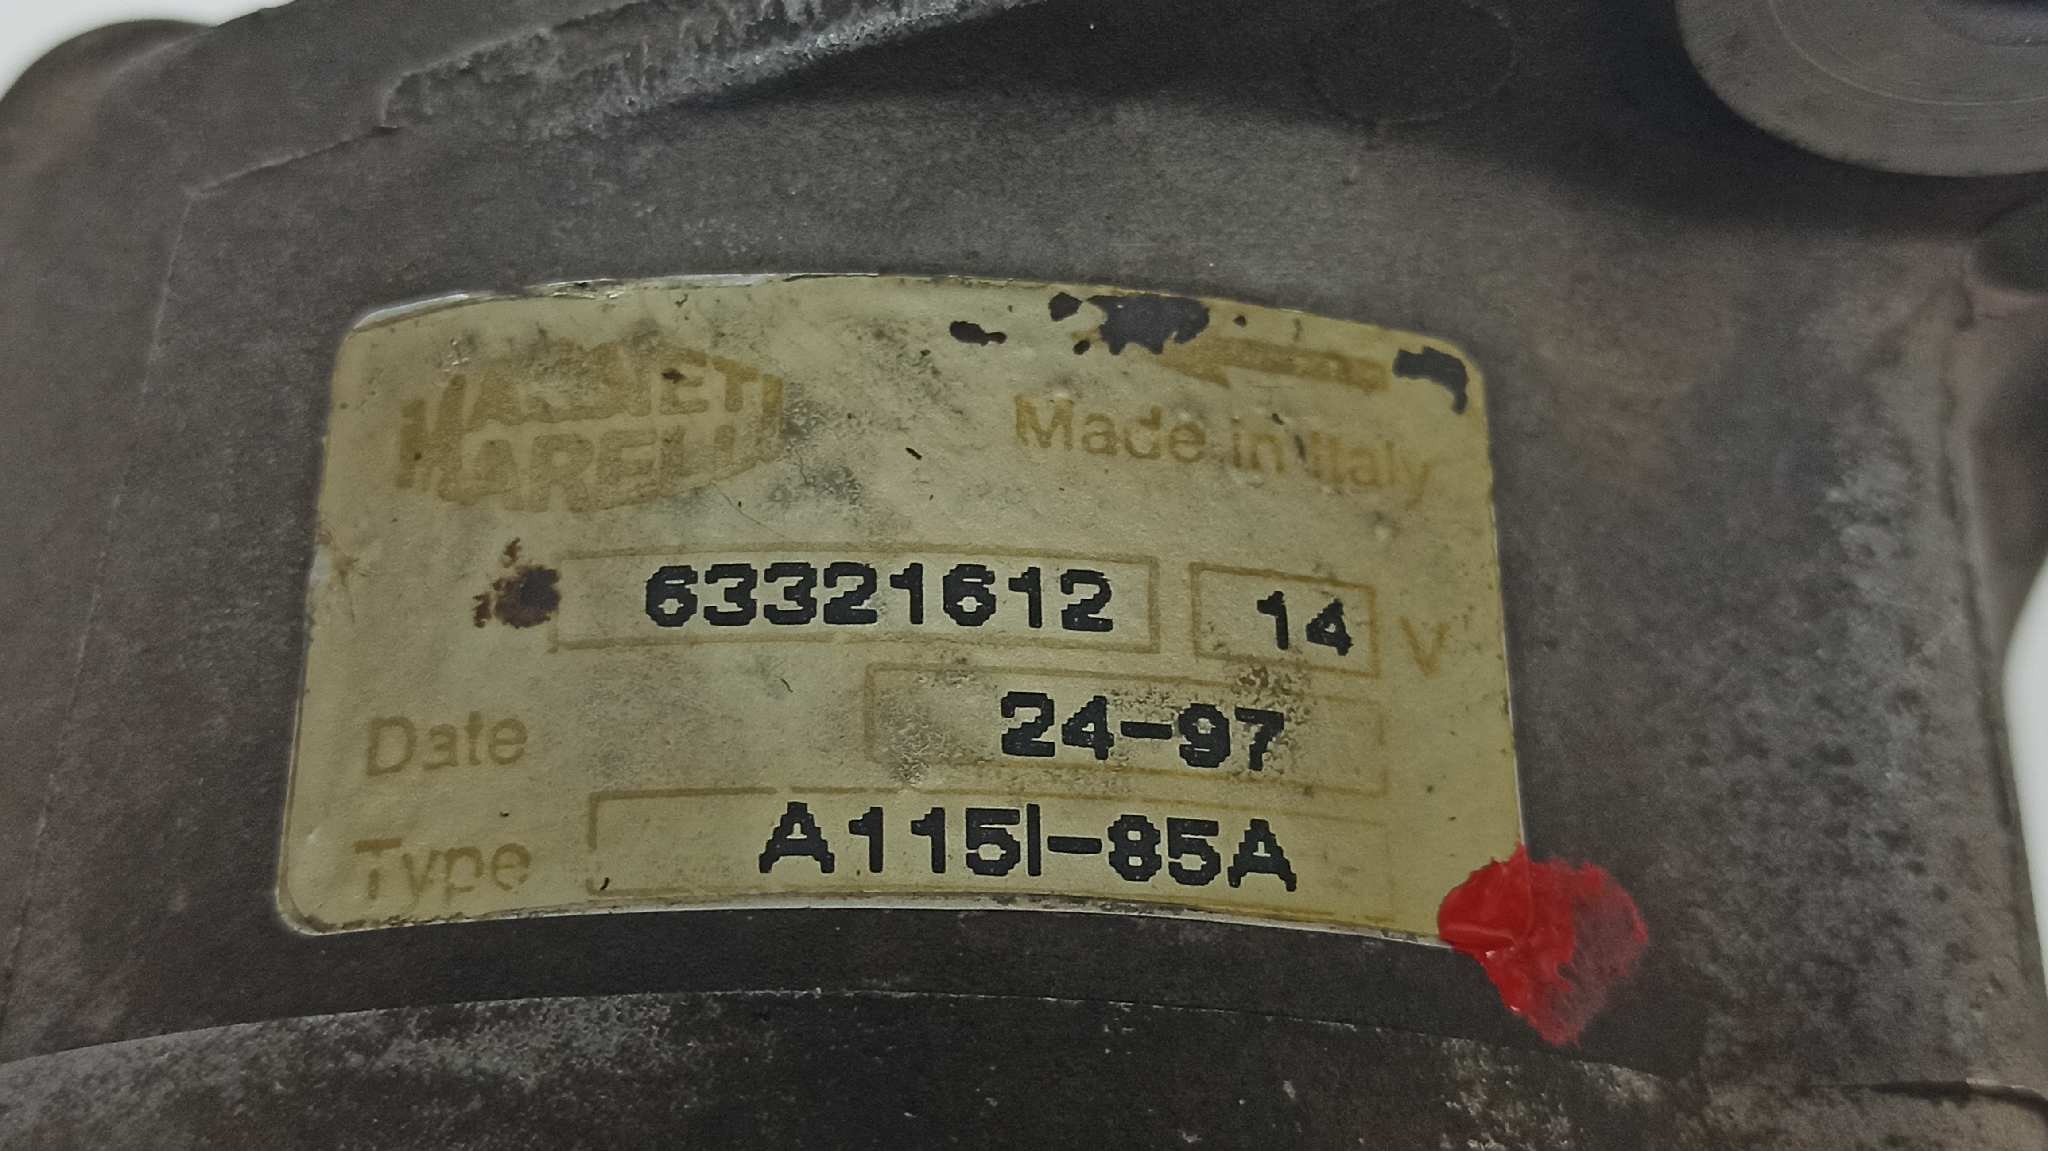 MAGNETI
MARELLI
Made in Italy
63321612 14 V
Date 24-97
Type A115I-85A